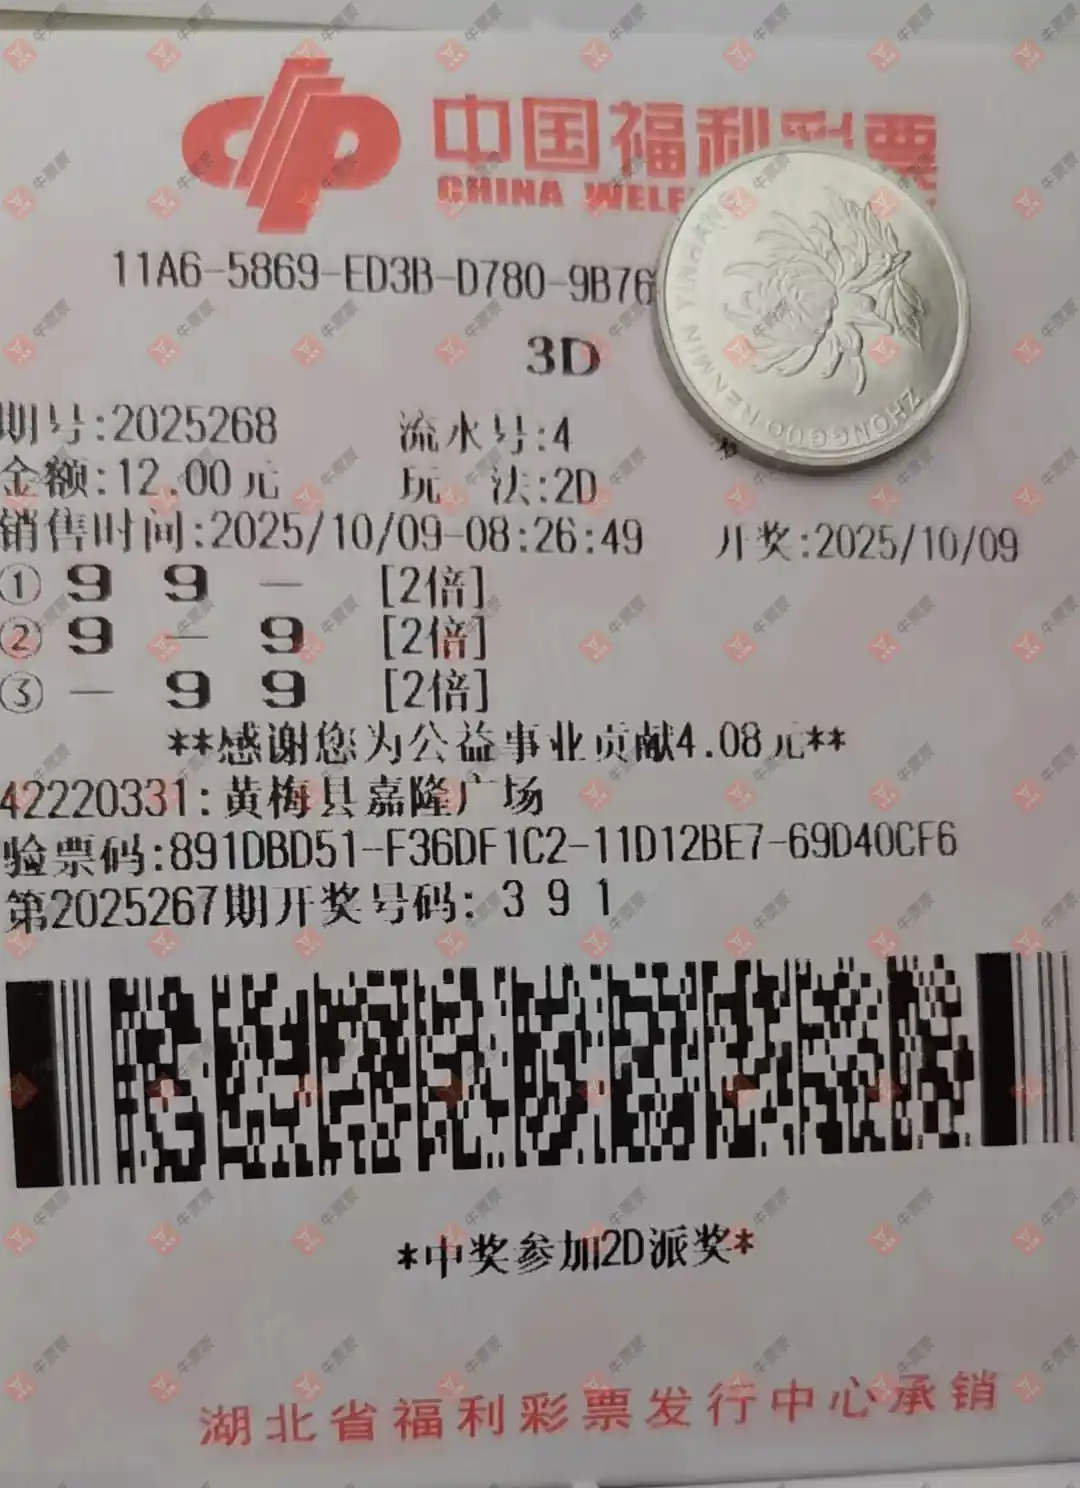 中国福利彩票
CHINA WELF
11A6-5869-ED3B-D780-9B76
3D
期号:2025268 流水号:4
金额:12.00元 玩 法:2D
销售时间:2025/10/09-08:26:49 开奖:2025/10/09
① 9 9 — [2倍]
② 9 — 9 [2倍]
③ — 9 9 [2倍]
**感谢您为公益事业贡献4.08元**
42220331:黄梅县嘉隆广场
验票码:891DBD51-F36DF1C2-11D12BE7-69D40CF6
第2025267期开奖号码: 3 9 1
*中奖参加2D派奖*
湖北省福利彩票发行中心承销
ZHONGGUO RENMIN YINHANG
牛票票